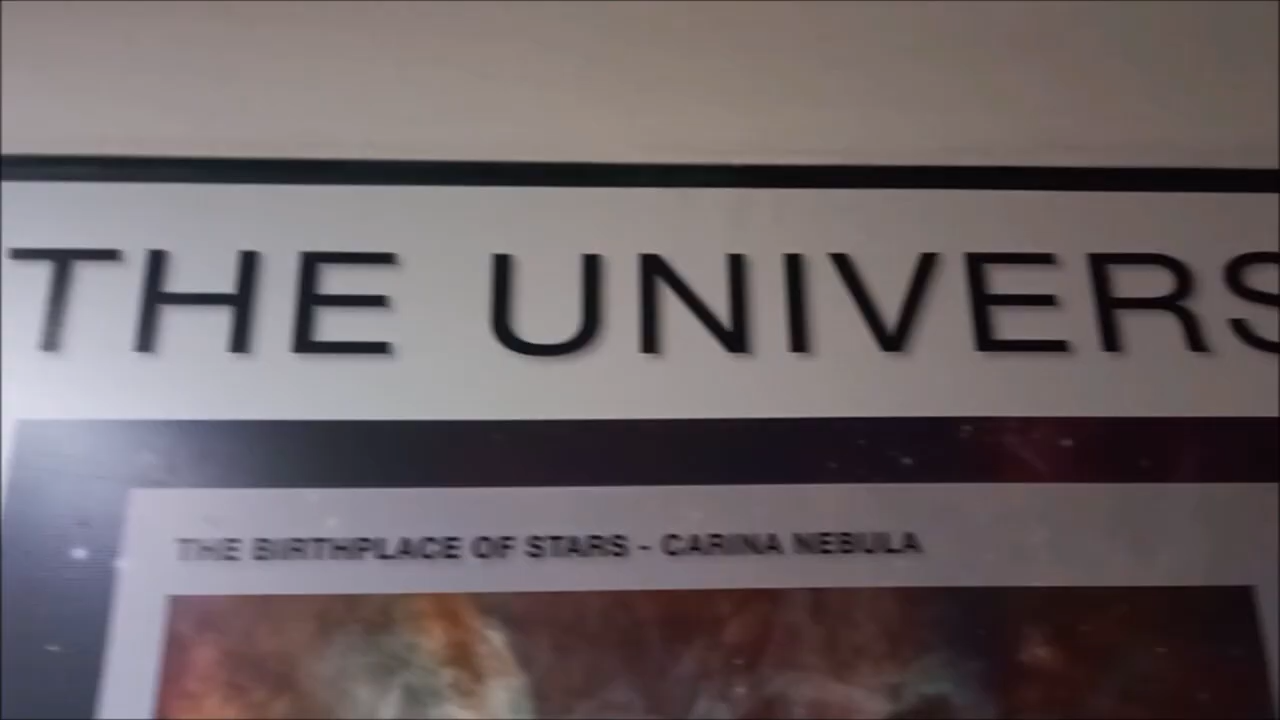 THE UNIVERS
THE BIRTHPLACE OF STARS - CARINA NEBULA